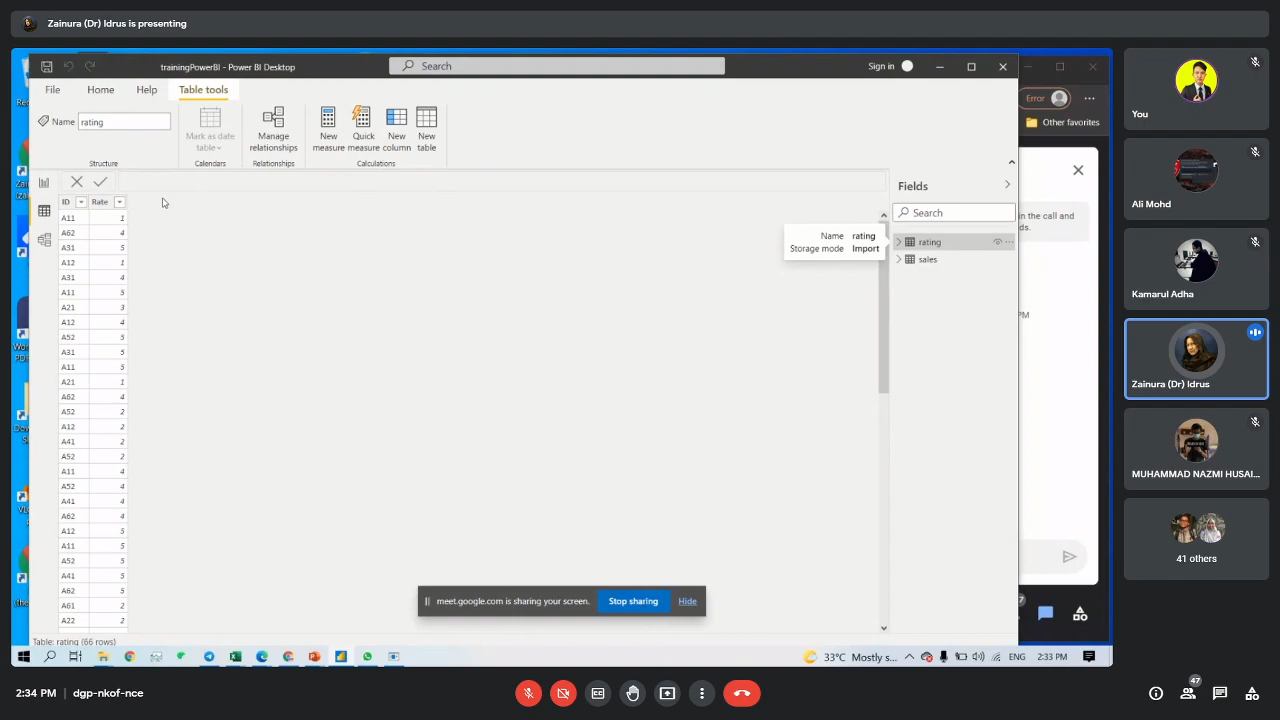 Zainura (Dr) Idrus is presenting
trainingPowerBI - Power BI Desktop
Search
Sign in
File
Home
Help
Table tools
Name
rating
Mark as date
table
Manage
relationships
New
measure
Quick
measure
New
column
New
table
Structure
Calendars
Relationships
Calculations
Error
Other favorites
ID
Rate
A11 1
A62 4
A31 5
A12 1
A31 4
A11 5
A21 3
A12 4
A52 5
A31 5
A11 5
A21 1
A62 4
A52 2
A12 2
A41 2
A52 2
A11 4
A52 4
A41 4
A62 4
A12 5
A11 5
A52 5
A41 5
A62 5
A61 2
A22 2
Name rating
Storage mode Import
Fields
Search
rating
sales
in the call and
ds.
PM
meet.google.com is sharing your screen.
Stop sharing
Hide
Table: rating (66 rows)
33°C Mostly s...
ENG
2:33 PM
You
Ali Mohd
Kamarul Adha
Zainura (Dr) Idrus
MUHAMMAD NAZMI HUSAI...
41 others
2:34 PM
dgp-nkof-nce
47